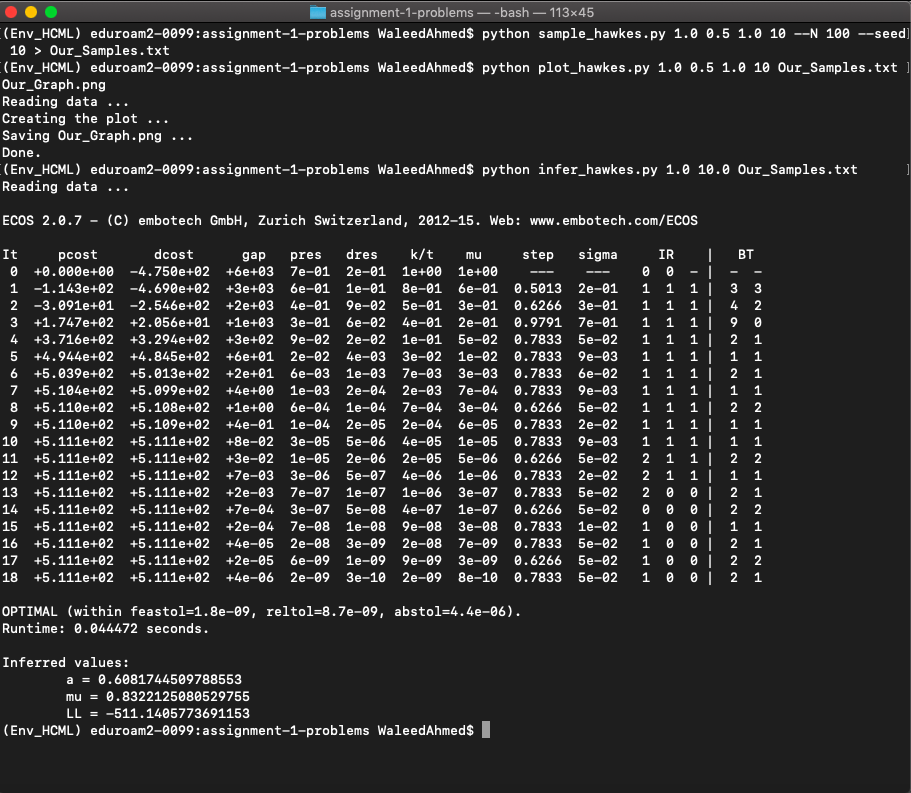 assignment-1-problems — -bash — 113×45
[(Env_HCML) eduroam2-0099:assignment-1-problems WaleedAhmed$ python sample_hawkes.py 1.0 0.5 1.0 10 --N 100 --seed]
 10 > Our_Samples.txt
[(Env_HCML) eduroam2-0099:assignment-1-problems WaleedAhmed$ python plot_hawkes.py 1.0 0.5 1.0 10 Our_Samples.txt ]
Our_Graph.png
Reading data ...
Creating the plot ...
Saving Our_Graph.png ...
Done.
[(Env_HCML) eduroam2-0099:assignment-1-problems WaleedAhmed$ python infer_hawkes.py 1.0 10.0 Our_Samples.txt      ]
Reading data ...
ECOS 2.0.7 - (C) embotech GmbH, Zurich Switzerland, 2012-15. Web: www.embotech.com/ECOS
It     pcost       dcost      gap   pres   dres    k/t    mu     step   sigma     IR    |   BT
 0  +0.000e+00  -4.750e+02  +6e+03  7e-01  2e-01  1e+00  1e+00    ---    ---    0  0  - |  -  -
 1  -1.143e+02  -4.690e+02  +3e+03  6e-01  1e-01  8e-01  6e-01  0.5013  2e-01   1  1  1 |  3  3
 2  -3.091e+01  -2.546e+02  +2e+03  4e-01  9e-02  5e-01  3e-01  0.6266  3e-01   1  1  1 |  4  2
 3  +1.747e+02  +2.056e+01  +1e+03  3e-01  6e-02  4e-01  2e-01  0.9791  7e-01   1  1  1 |  9  0
 4  +3.716e+02  +3.294e+02  +3e+02  9e-02  2e-02  1e-01  5e-02  0.7833  5e-02   1  1  1 |  2  1
 5  +4.944e+02  +4.845e+02  +6e+01  2e-02  4e-03  3e-02  1e-02  0.7833  9e-03   1  1  1 |  1  1
 6  +5.039e+02  +5.013e+02  +2e+01  6e-03  1e-03  7e-03  3e-03  0.7833  6e-02   1  1  1 |  2  1
 7  +5.104e+02  +5.099e+02  +4e+00  1e-03  2e-04  2e-03  7e-04  0.7833  9e-03   1  1  1 |  1  1
 8  +5.110e+02  +5.108e+02  +1e+00  6e-04  1e-04  7e-04  3e-04  0.6266  5e-02   1  1  1 |  2  2
 9  +5.110e+02  +5.109e+02  +4e-01  1e-04  2e-05  2e-04  6e-05  0.7833  2e-02   1  1  1 |  1  1
10  +5.111e+02  +5.111e+02  +8e-02  3e-05  5e-06  4e-05  1e-05  0.7833  9e-03   1  1  1 |  1  1
11  +5.111e+02  +5.111e+02  +3e-02  1e-05  2e-06  2e-05  5e-06  0.6266  5e-02   2  1  1 |  2  2
12  +5.111e+02  +5.111e+02  +7e-03  3e-06  5e-07  4e-06  1e-06  0.7833  2e-02   2  1  1 |  1  1
13  +5.111e+02  +5.111e+02  +2e-03  7e-07  1e-07  1e-06  3e-07  0.7833  5e-02   2  0  0 |  2  1
14  +5.111e+02  +5.111e+02  +7e-04  3e-07  5e-08  4e-07  1e-07  0.6266  5e-02   0  0  0 |  2  2
15  +5.111e+02  +5.111e+02  +2e-04  7e-08  1e-08  9e-08  3e-08  0.7833  1e-02   1  0  0 |  1  1
16  +5.111e+02  +5.111e+02  +4e-05  2e-08  3e-09  2e-08  7e-09  0.7833  5e-02   1  0  0 |  2  1
17  +5.111e+02  +5.111e+02  +2e-05  6e-09  1e-09  9e-09  3e-09  0.6266  5e-02   1  0  0 |  2  2
18  +5.111e+02  +5.111e+02  +4e-06  2e-09  3e-10  2e-09  8e-10  0.7833  5e-02   1  0  0 |  2  1
OPTIMAL (within feastol=1.8e-09, reltol=8.7e-09, abstol=4.4e-06).
Runtime: 0.044472 seconds.
Inferred values:
        a = 0.6081744509788553
        mu = 0.8322125080529755
        LL = -511.1405773691153
(Env_HCML) eduroam2-0099:assignment-1-problems WaleedAhmed$